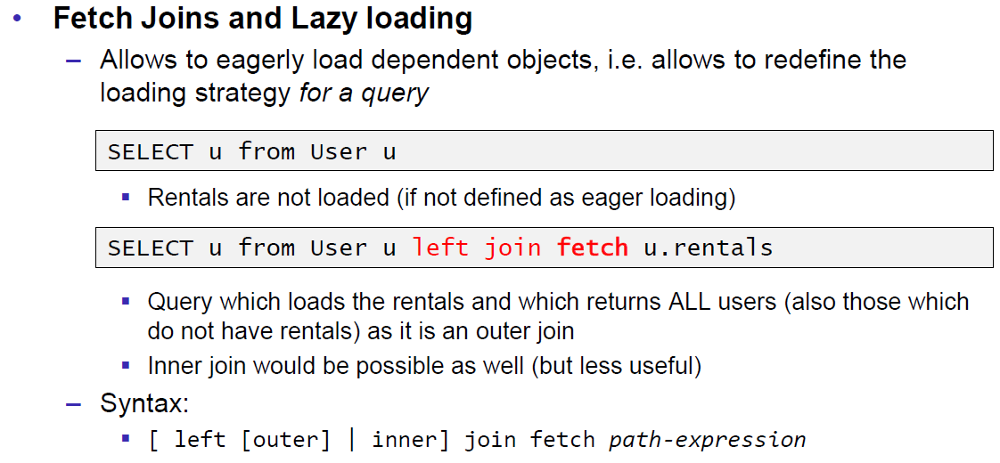 • Fetch Joins and Lazy loading
– Allows to eagerly load dependent objects, i.e. allows to redefine the
loading strategy for a query
SELECT u from User u
▪ Rentals are not loaded (if not defined as eager loading)
SELECT u from User u left join fetch u.rentals
▪ Query which loads the rentals and which returns ALL users (also those which
do not have rentals) as it is an outer join
▪ Inner join would be possible as well (but less useful)
– Syntax:
▪ [ left [outer] | inner] join fetch path-expression